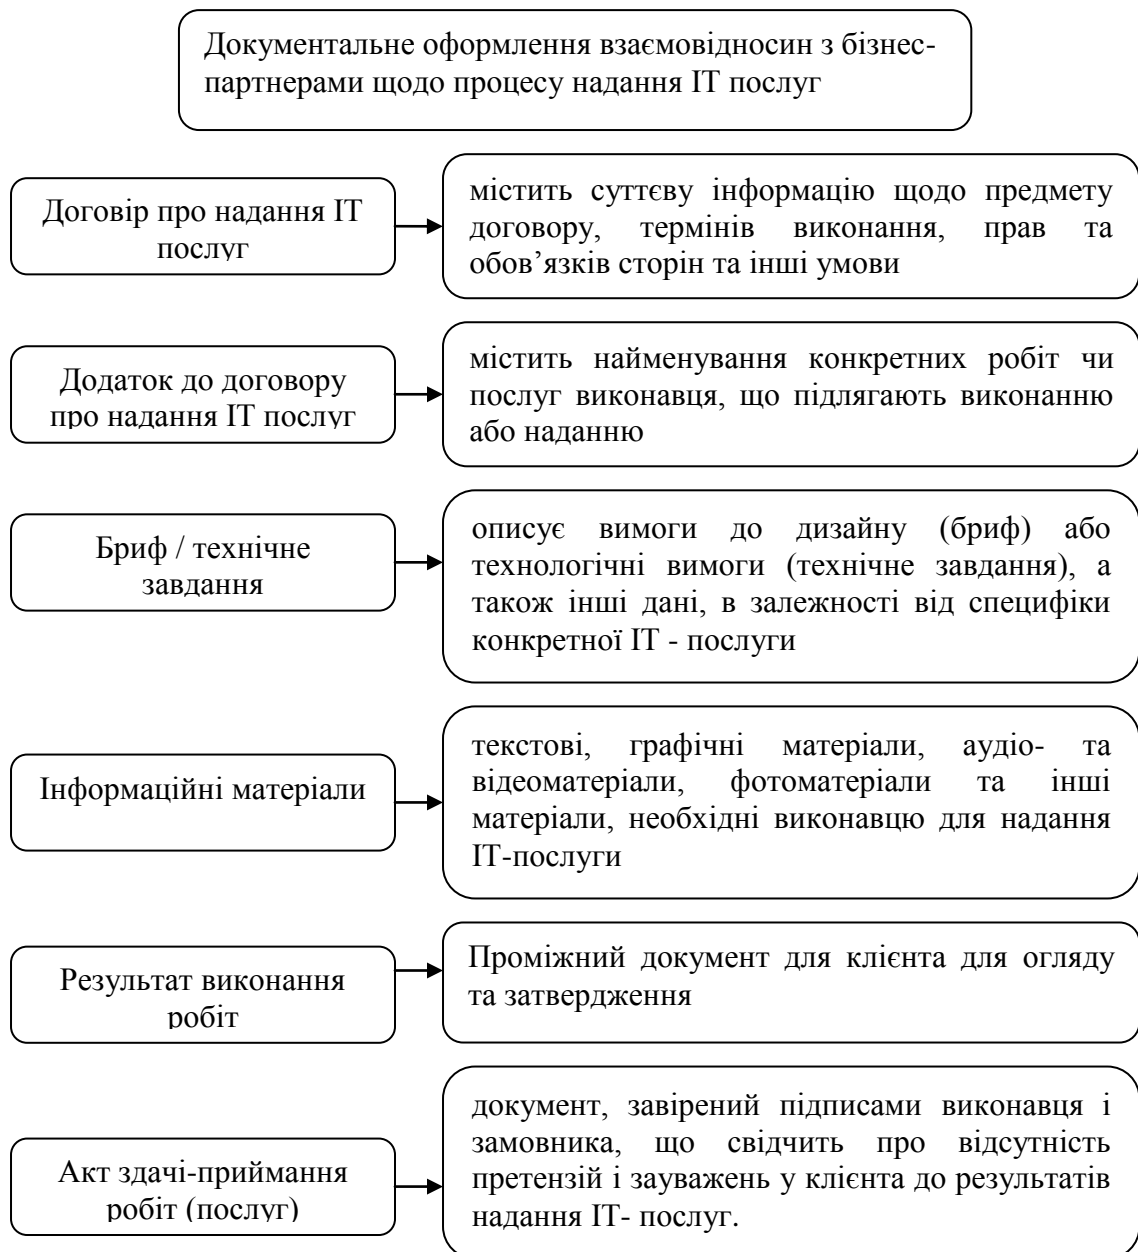 Документальне оформлення взаємовідносин з бізнес-
партнерами щодо процесу надання ІТ послуг
Договір про надання ІТ
послуг
містить суттєву інформацію щодо предмету
договору, термінів виконання, прав та
обов’язків сторін та інші умови
Додаток до договору
про надання ІТ послуг
містить найменування конкретних робіт чи
послуг виконавця, що підлягають виконанню
або наданню
Бриф / технічне
завдання
описує вимоги до дизайну (бриф) або
технологічні вимоги (технічне завдання), а
також інші дані, в залежності від специфіки
конкретної ІТ - послуги
Інформаційні матеріали
текстові, графічні матеріали, аудіо- та
відеоматеріали, фотоматеріали та інші
матеріали, необхідні виконавцю для надання
ІТ-послуги
Результат виконання
робіт
Проміжний документ для клієнта для огляду
та затвердження
Акт здачі-приймання
робіт (послуг)
документ, завірений підписами виконавця і
замовника, що свідчить про відсутність
претензій і зауважень у клієнта до результатів
надання ІТ- послуг.